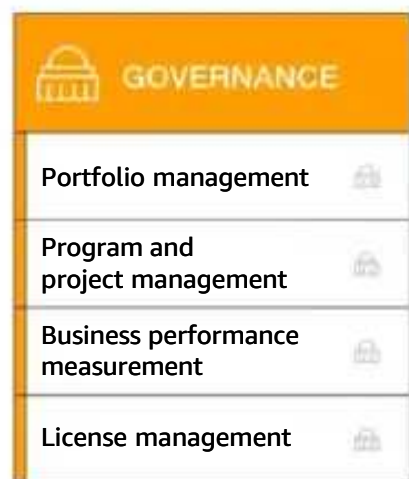 GOVERNANCE
Portfolio management
Program and
project management
Business performance
measurement
License management